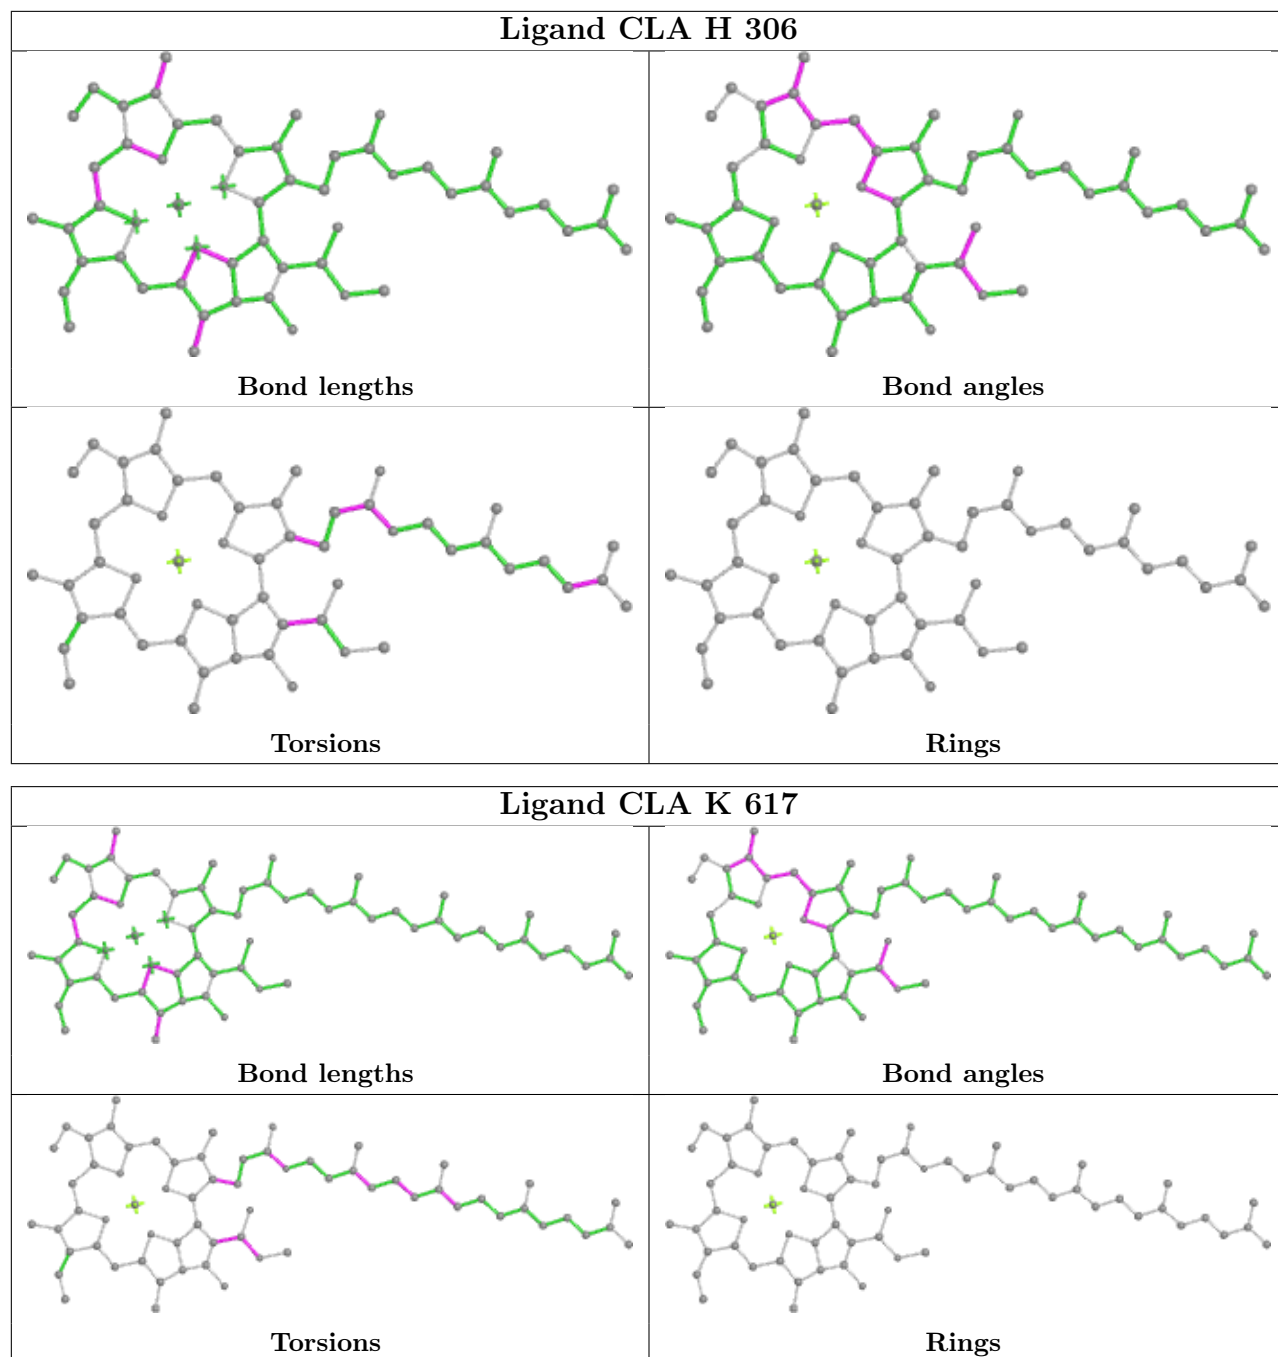 Ligand CLA H 306
Bond lengths
Bond angles
Torsions
Rings
Ligand CLA K 617
Bond lengths
Bond angles
Torsions
Rings